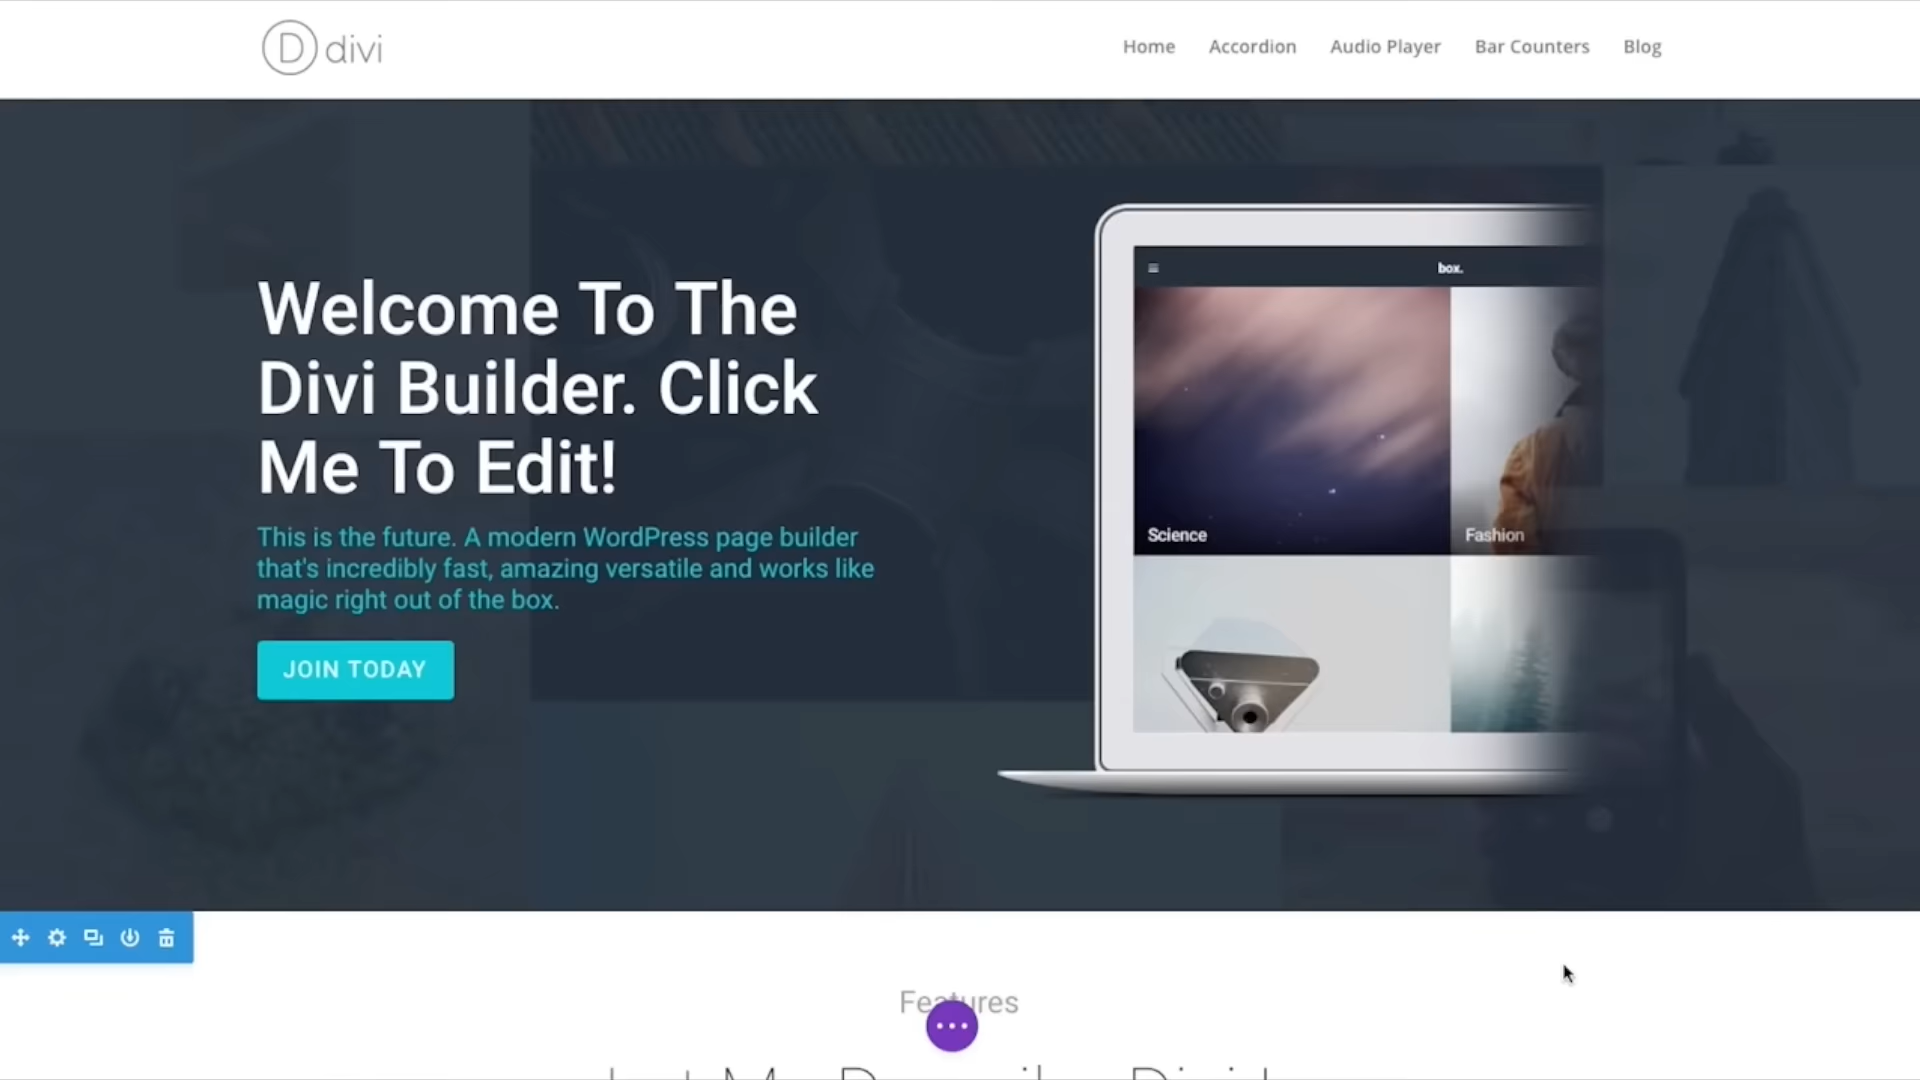 D divi
Home Accordion Audio Player Bar Counters Blog
Welcome To The
Divi Builder. Click
Me To Edit!
This is the future. A modern WordPress page builder
that's incredibly fast, amazing versatile and works like
magic right out of the box.
JOIN TODAY
box.
Science
Fashion
Features